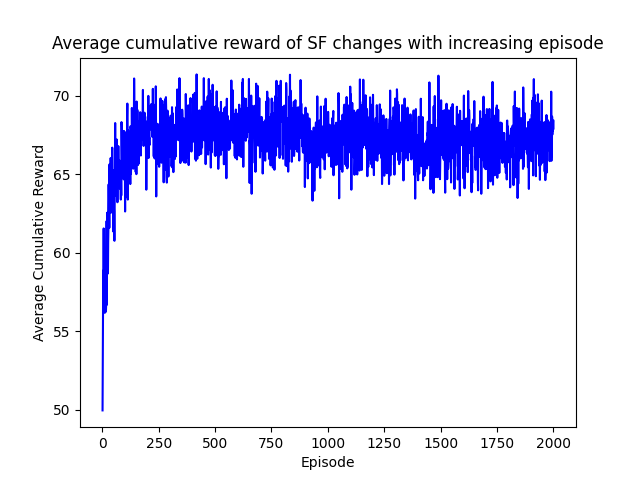 Average cumulative reward of SF changes with increasing episode
70
65
60
55
50
Average Cumulative Reward
0 250 500 750 1000 1250 1500 1750 2000
Episode